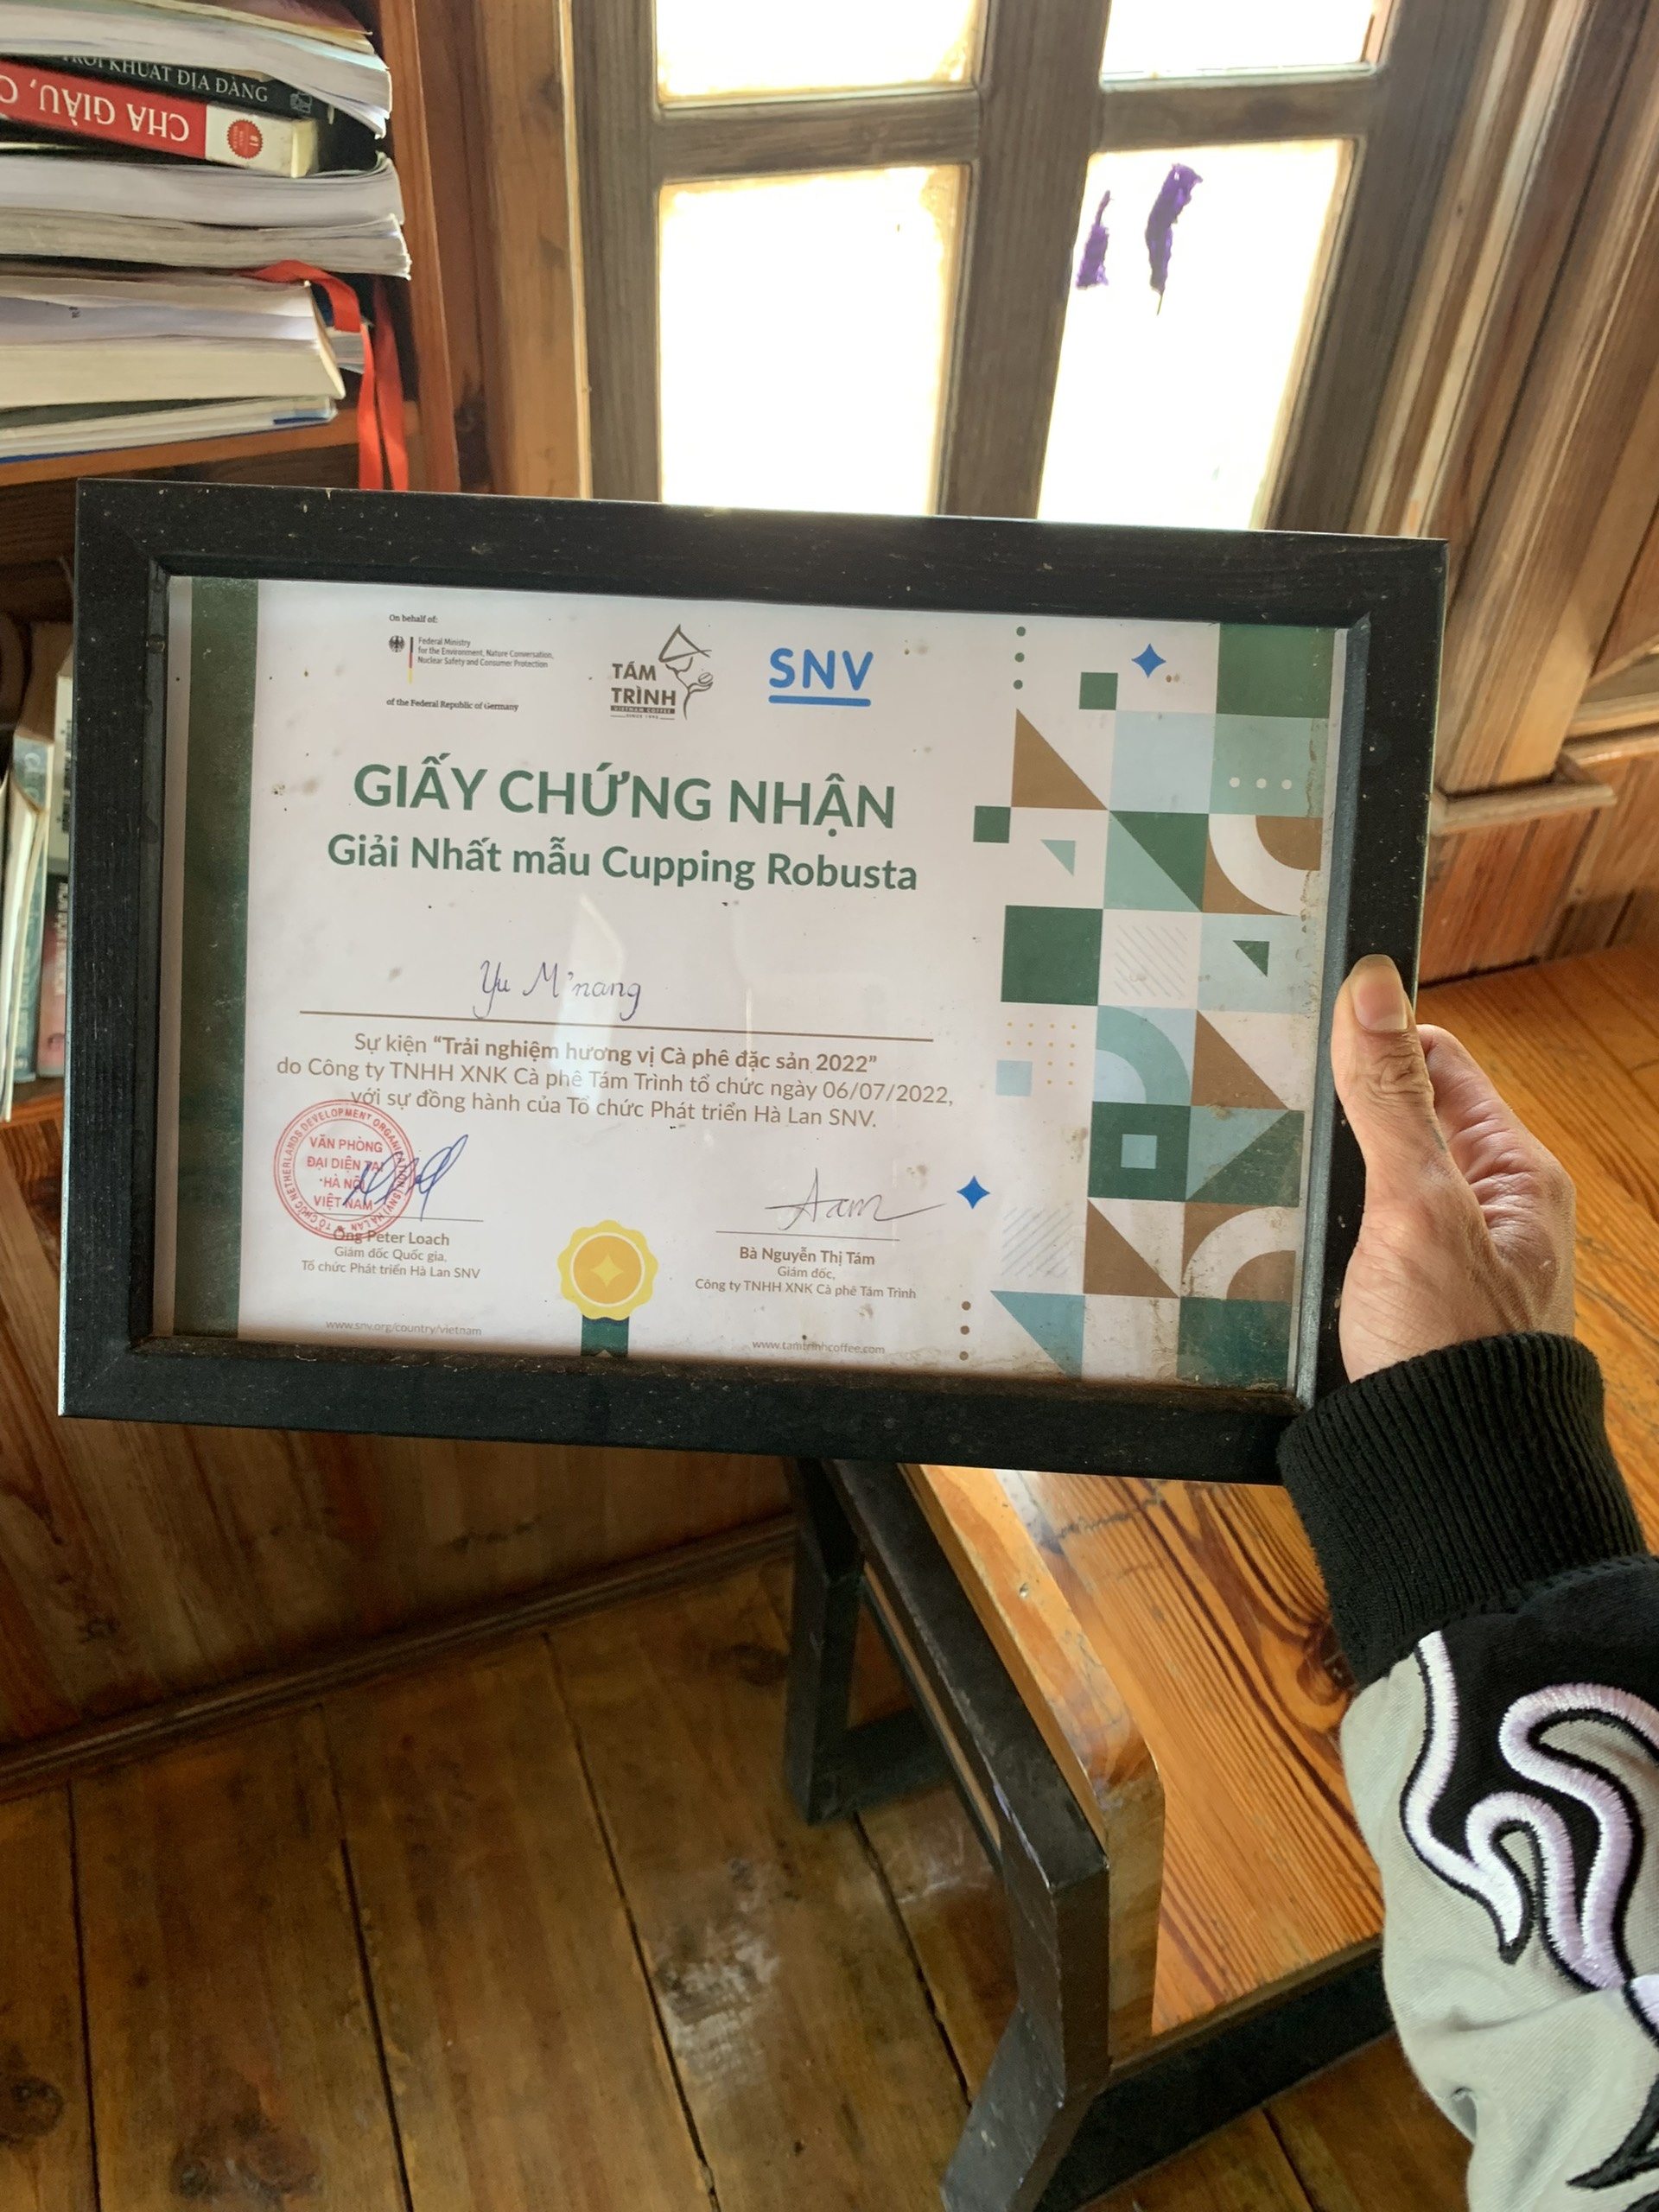 KHUẤT ĐỊA DÀNG
CHA GIÀU, C
On behalf of:
Federal Ministry
for the Environment, Nature Conversation,
Nuclear Safety and Consumer Protection
of the Federal Republic of Germany
TÁM
TRÌNH
VIETNAM COFFEE
SINCE 1995
SNV
GIẤY CHỨNG NHẬN
Giải Nhất mẫu Cupping Robusta
Yu M'nang
Sự kiện “Trải nghiệm hương vị Cà phê đặc sản 2022”
do Công ty TNHH XNK Cà phê Tám Trình tổ chức ngày 06/07/2022,
với sự đồng hành của Tổ chức Phát triển Hà Lan SNV.
TỔ CHỨC NETHERLANDS DEVELOPMENT ORGANISATION (SNV) HÀ LAN
VĂN PHÒNG
ĐẠI DIỆN TẠI
HÀ NỘI
VIỆT NAM
Tam
Ông Peter Loach
Giám đốc Quốc gia,
Tổ chức Phát triển Hà Lan SNV
Bà Nguyễn Thị Tám
Giám đốc,
Công ty TNHH XNK Cà phê Tám Trình
www.snv.org/country/vietnam
www.tamtrinhcoffee.com